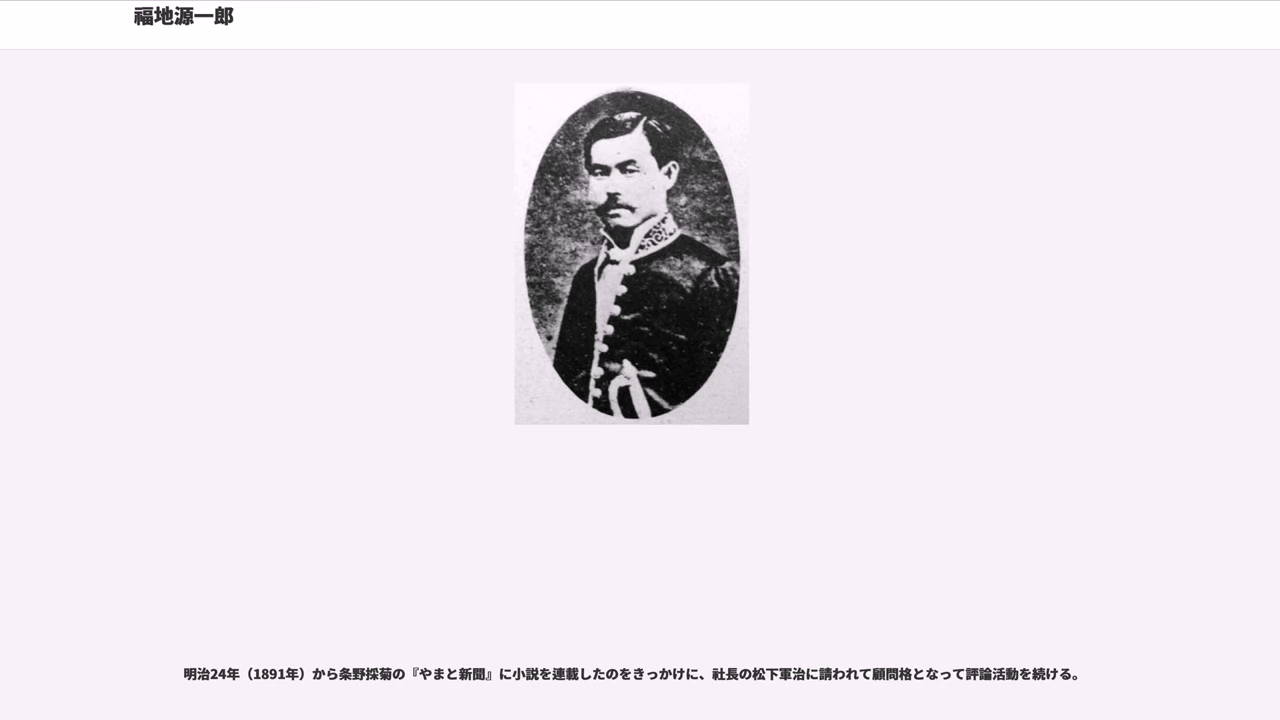 福地源一郎
明治24年（1891年）から条野採菊の『やまと新聞』に小説を連載したのをきっかけに、社長の松下軍治に請われて顧問格となって評論活動を続ける。